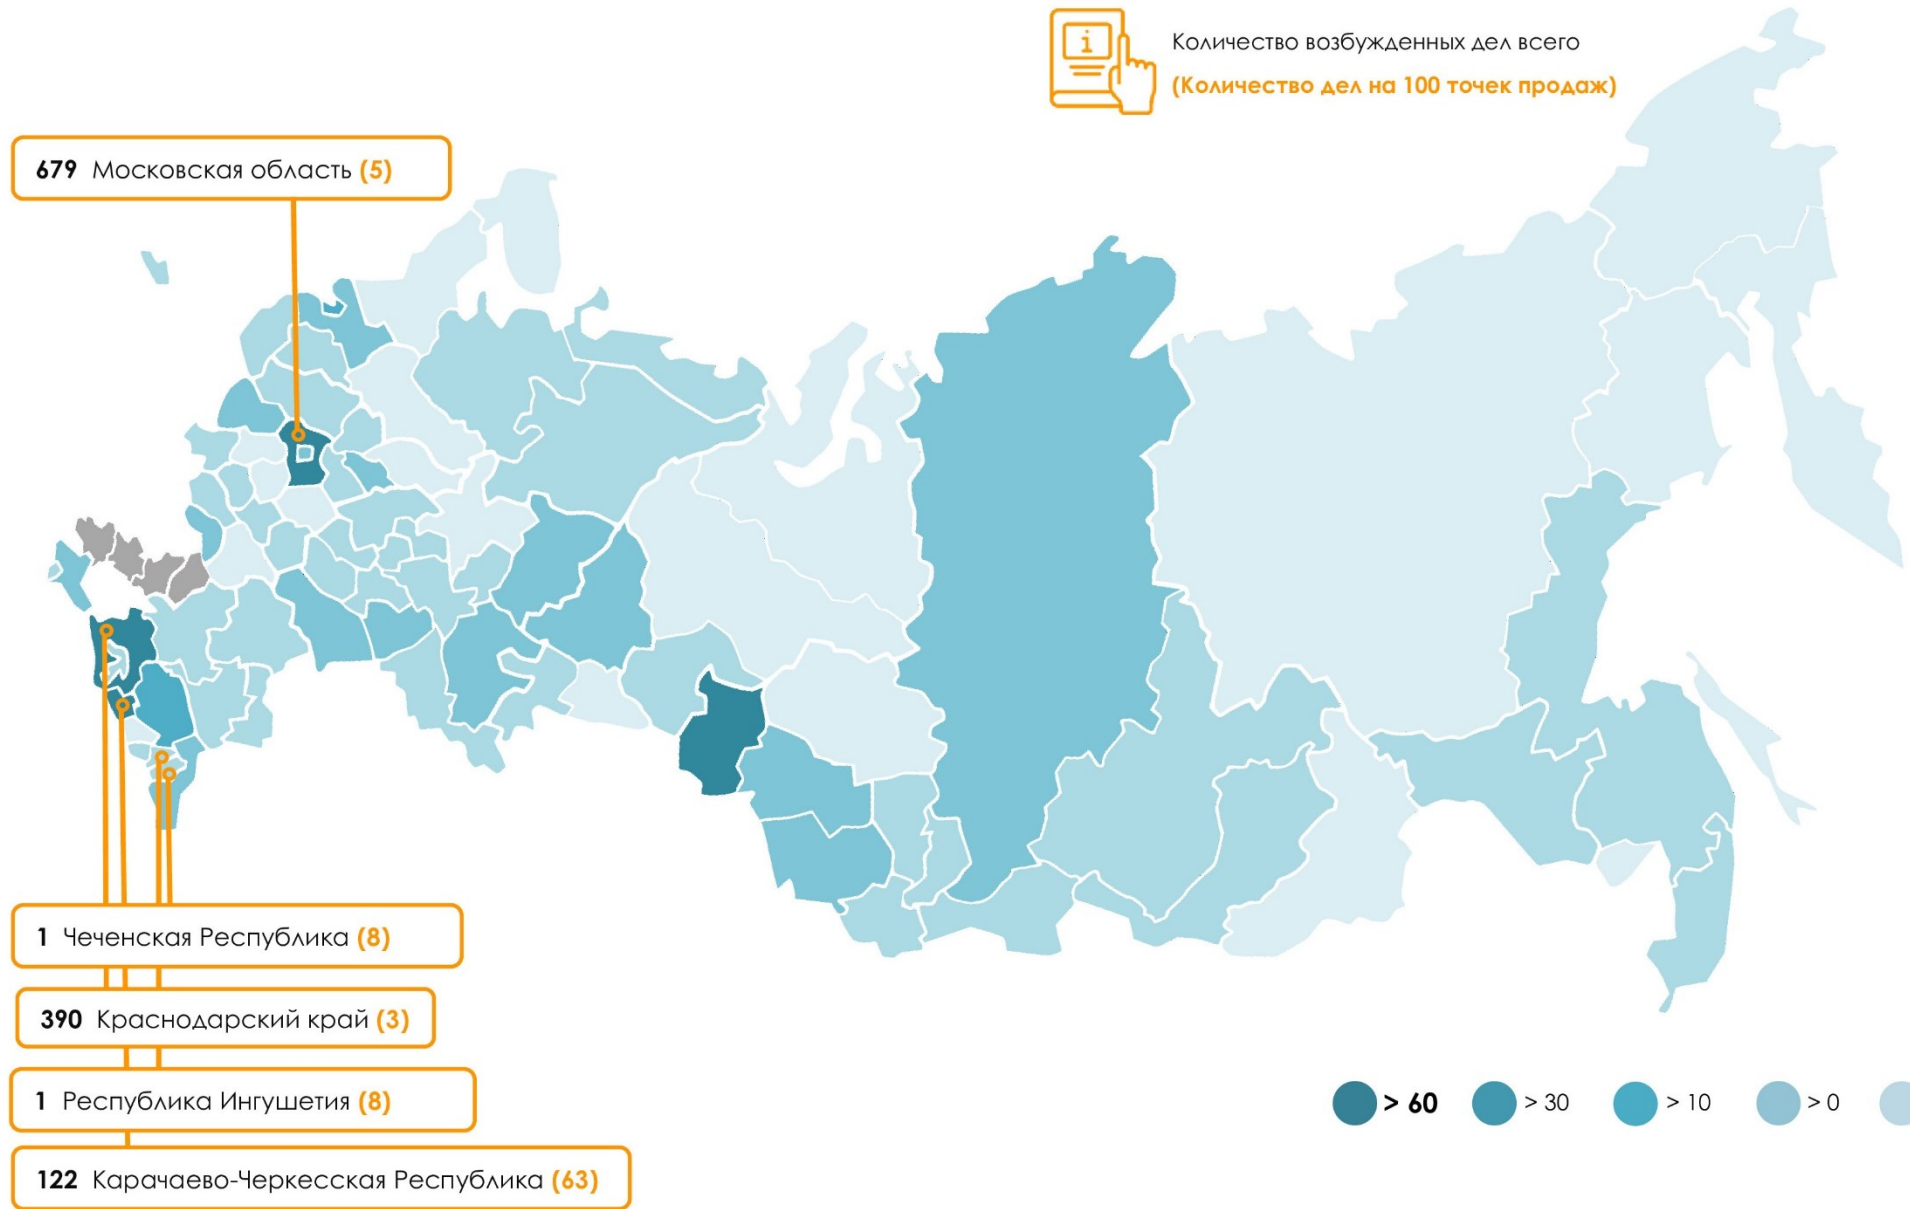 i
Количество возбужденных дел всего
(Количество дел на 100 точек продаж)
679 Московская область (5)
1 Чеченская Республика (8)
390 Краснодарский край (3)
1 Республика Ингушетия (8)
122 Карачаево-Черкесская Республика (63)
> 60 > 30 > 10 > 0